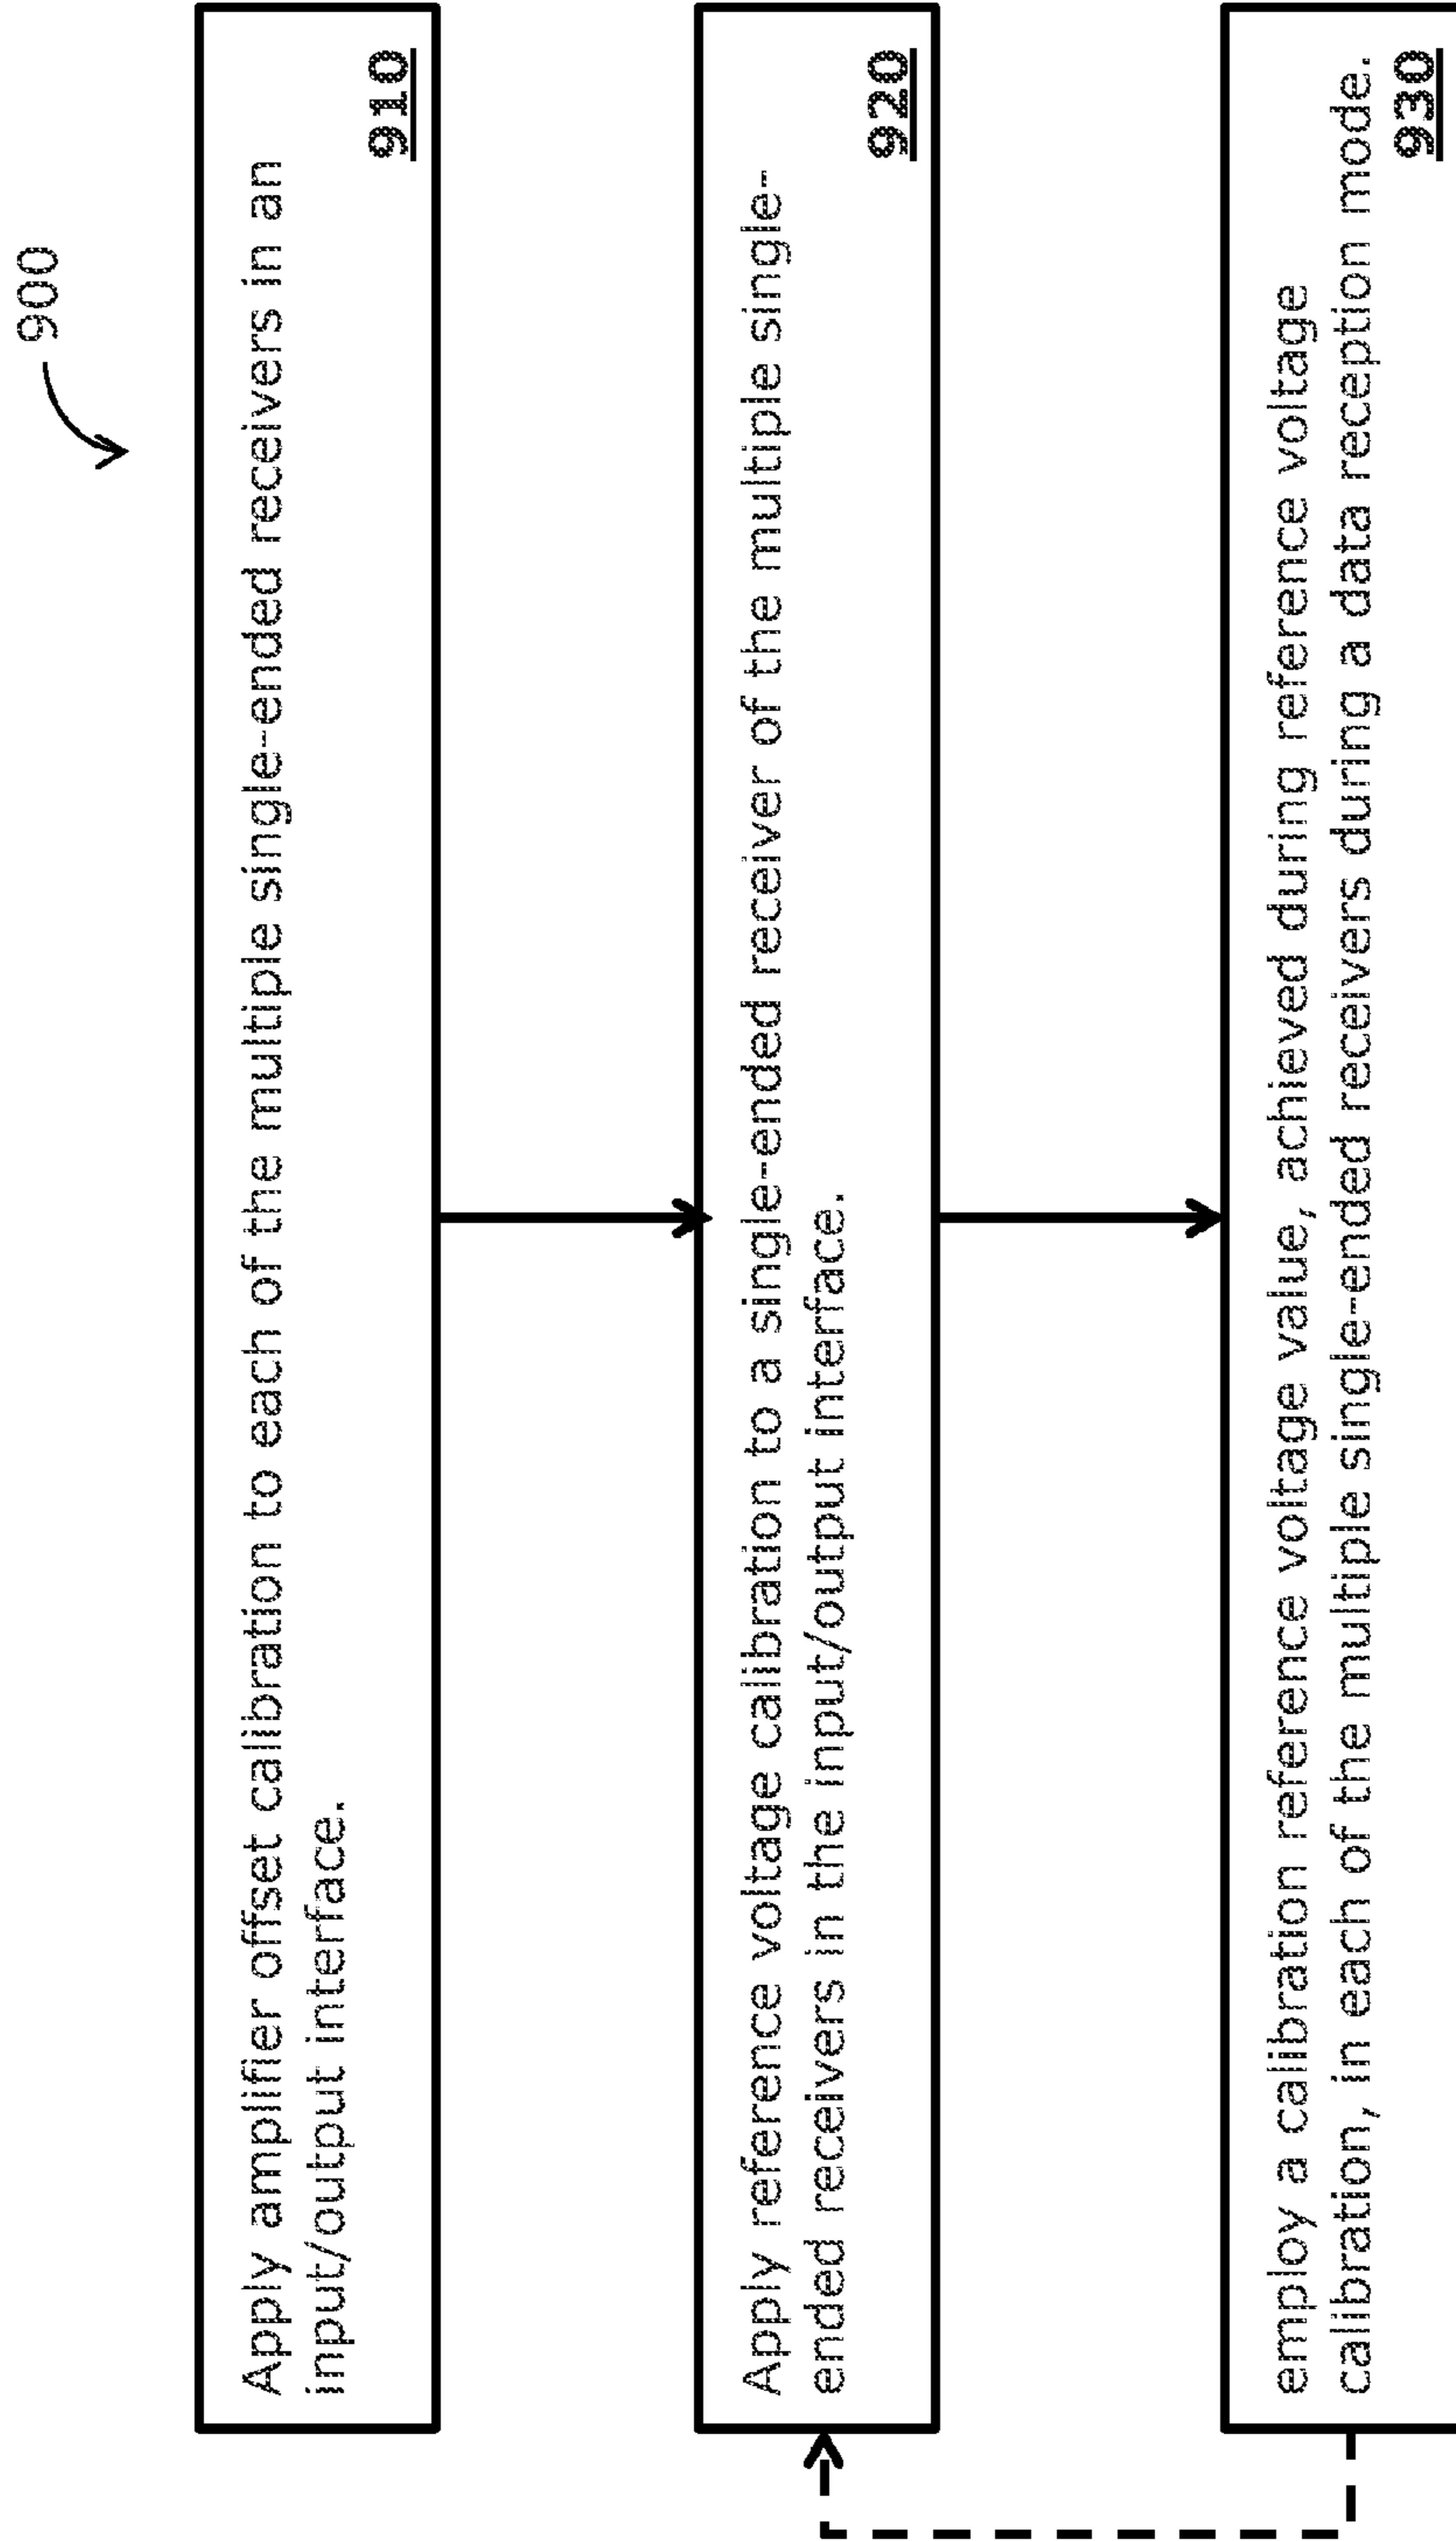 900
Apply amplifier offset calibration to each of the multiple single-ended receivers in an
input/output interface.
910
Apply reference voltage calibration to a single-ended receiver of the multiple single-
ended receivers in the input/output interface.
920
employ a calibration reference voltage value, achieved during reference voltage
calibration, in each of the multiple single-ended receivers during a data reception mode.
930